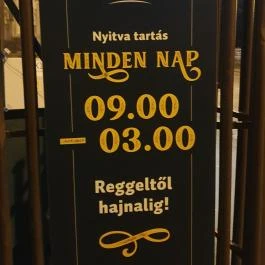 Nyitva tartás
MINDEN NAP
09.00
03.00
Reggeltől
hajnalig!